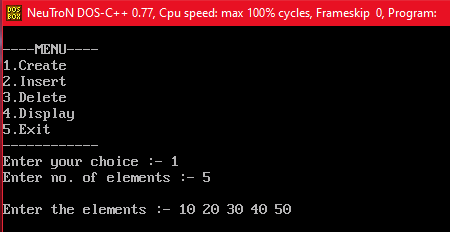 DOS BOX
NeuTroN DOS-C++ 0.77, Cpu speed: max 100% cycles, Frameskip 0, Program:
----MENU----
1.Create
2.Insert
3.Delete
4.Display
5.Exit
------------
Enter your choice :- 1
Enter no. of elements :- 5
Enter the elements :- 10 20 30 40 50